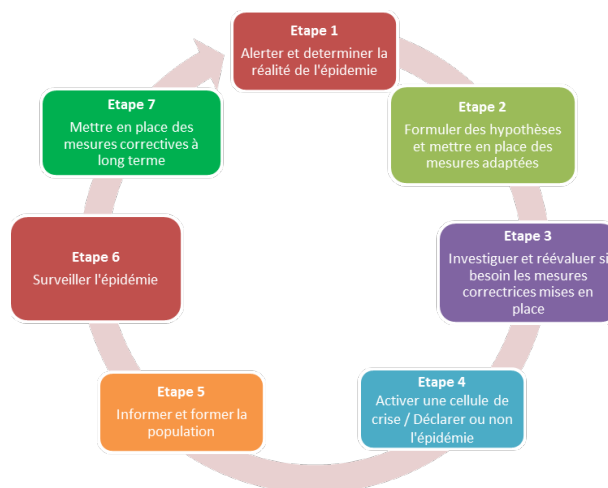 Etape 1
Alerter et determiner la
réalité de l'épidemie
Etape 2
Formuler des hypothèses
et mettre en place des
mesures adaptées
Etape 3
Investiguer et réévaluer si
besoin les mesures
correctrices mises en
place
Etape 4
Activer une cellule de
crise / Déclarer ou non
l'épidémie
Etape 5
Informer et former la
population
Etape 6
Surveiller l'épidémie
Etape 7
Mettre en place des
mesures correctives à
long terme